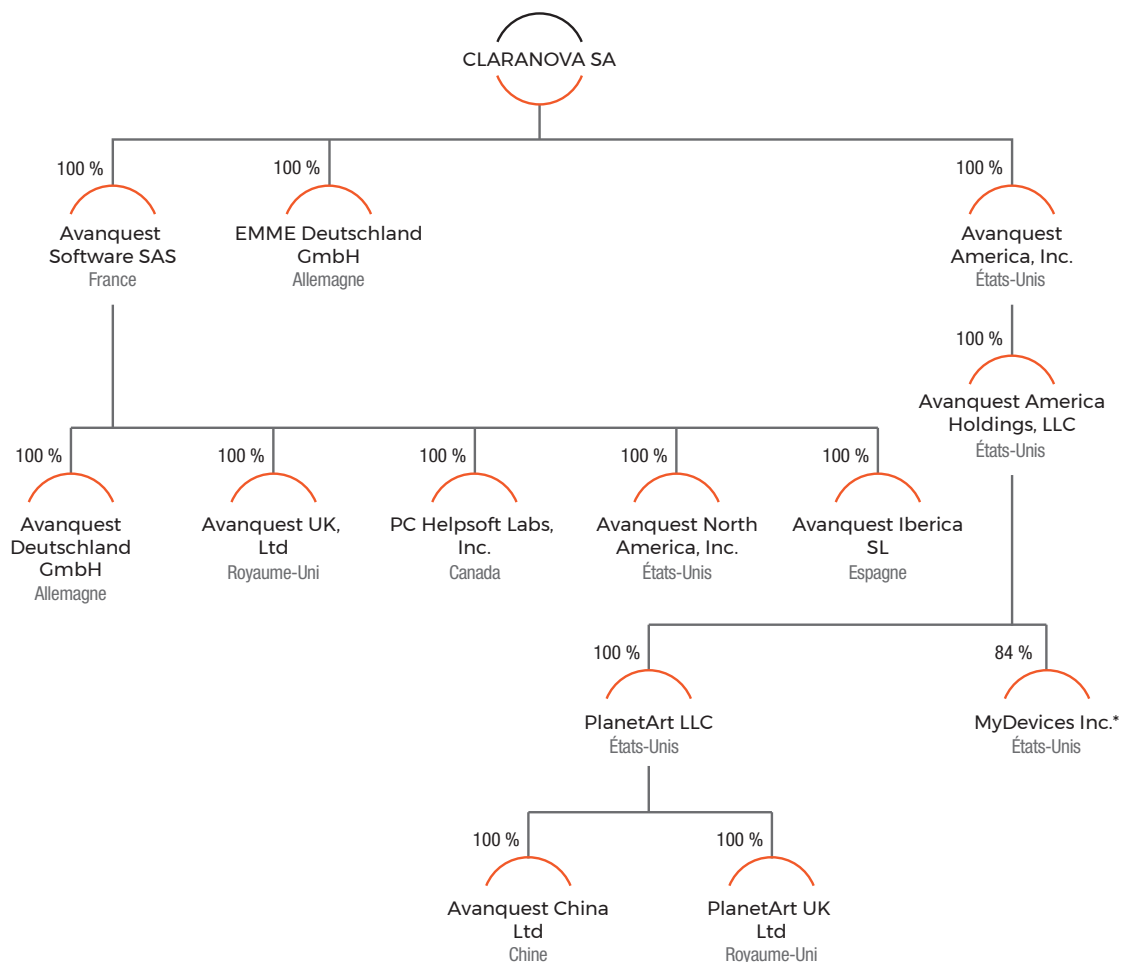 CLARANOVA SA
100 %
100 %
100 %
Avanquest
Software SAS
France
EMME Deutschland
GmbH
Allemagne
Avanquest
America, Inc.
États-Unis
100 %
Avanquest America
Holdings, LLC
États-Unis
100 %
100 %
100 %
100 %
100 %
Avanquest
Deutschland
GmbH
Allemagne
Avanquest UK,
Ltd
Royaume-Uni
PC Helpsoft Labs,
Inc.
Canada
Avanquest North
America, Inc.
États-Unis
Avanquest Iberica
SL
Espagne
100 %
84 %
PlanetArt LLC
États-Unis
MyDevices Inc.*
États-Unis
100 %
100 %
Avanquest China
Ltd
Chine
PlanetArt UK
Ltd
Royaume-Uni